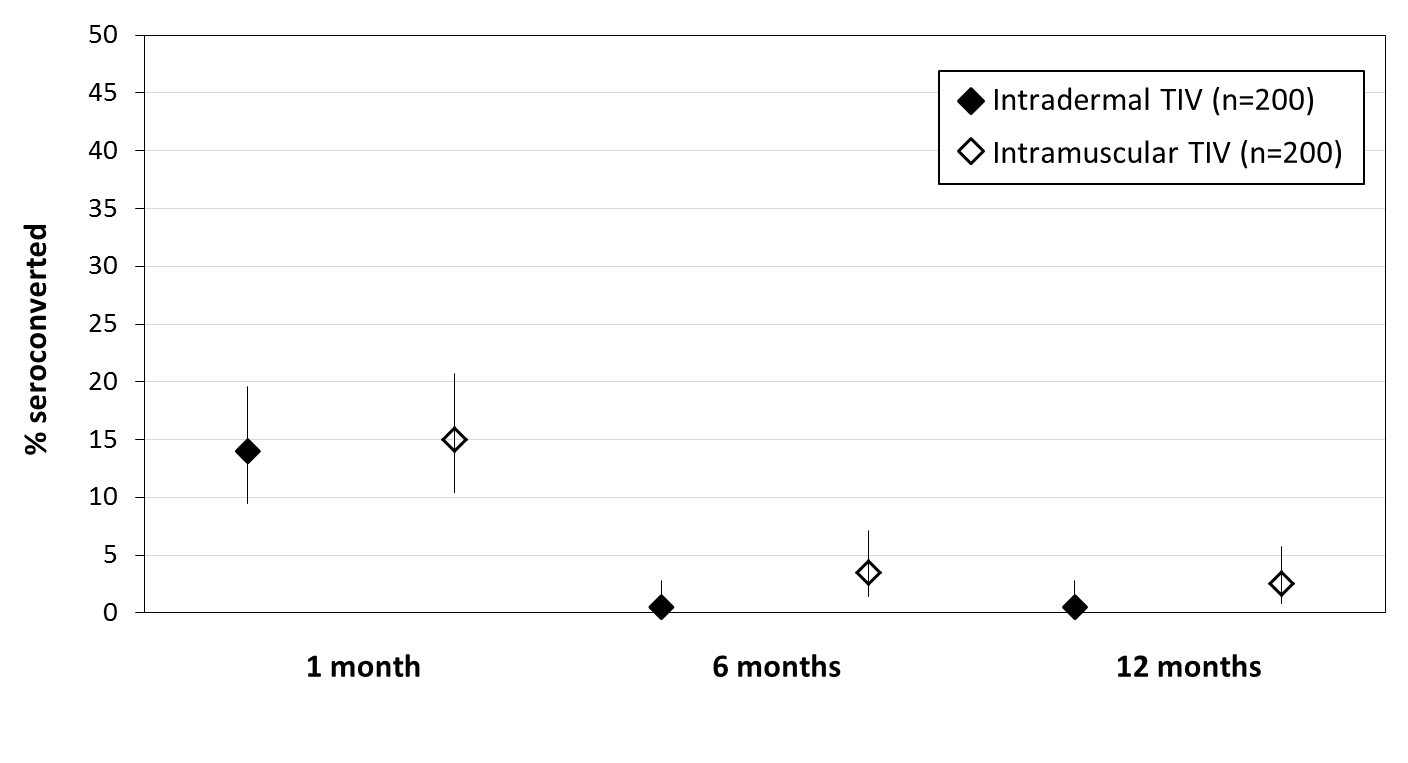 50
45
40
35
30
25
20
15
10
5
0
% seroconverted
Intradermal TIV (n=200)
Intramuscular TIV (n=200)
1 month
6 months
12 months